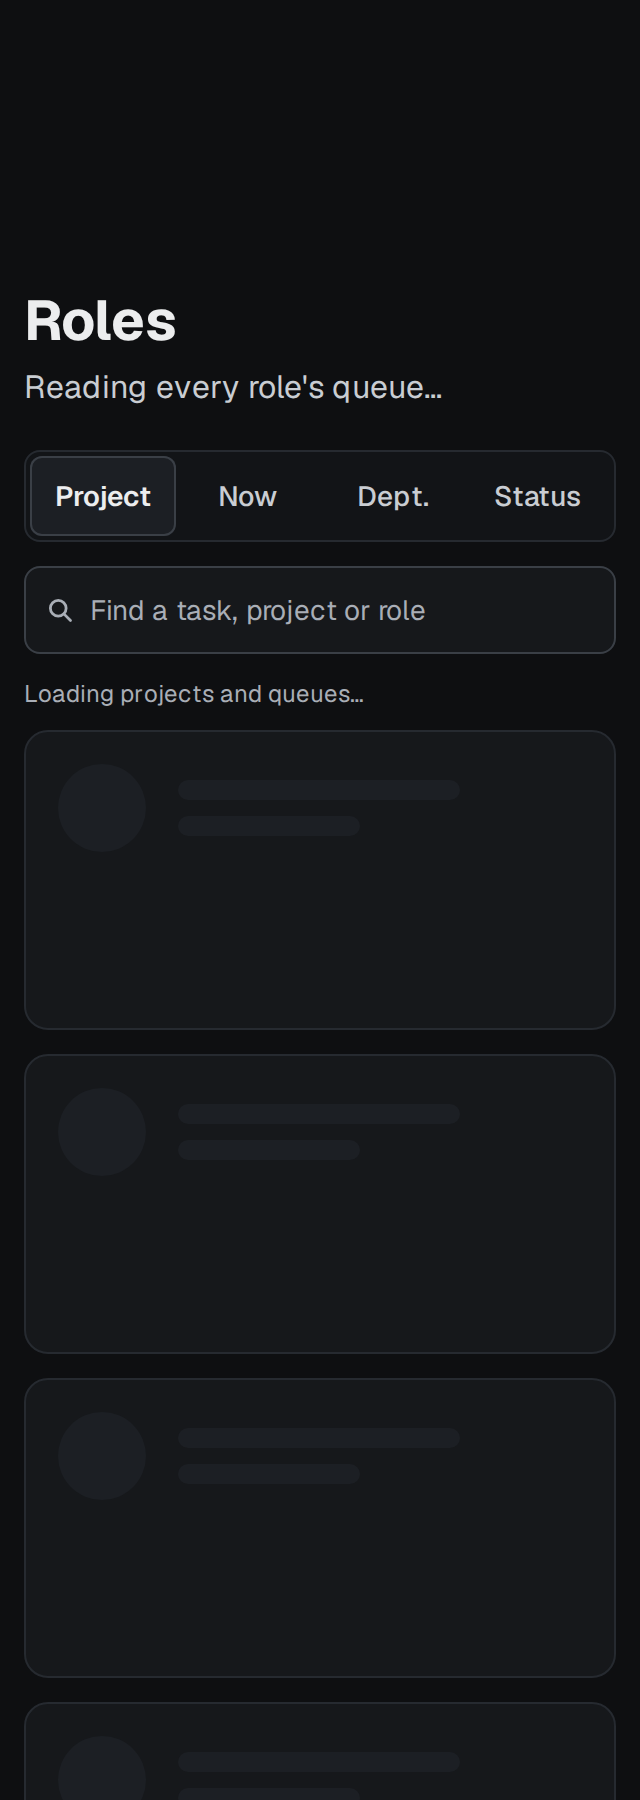 Roles
Reading every role's queue…
Project
Now
Dept.
Status
Find a task, project or role
Loading projects and queues…